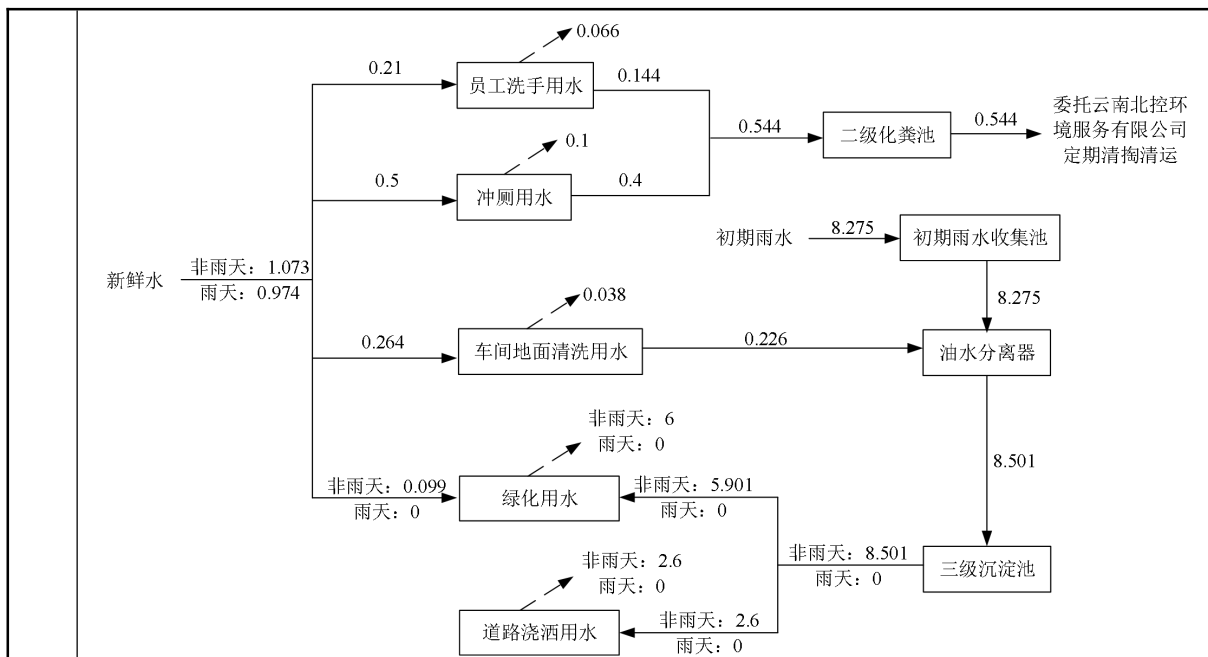 0.066
0.21
员工洗手用水
0.144
委托云南北控环
境服务有限公司
定期清掏清运
0.544
二级化粪池
0.544
0.1
0.5
冲厕用水
0.4
初期雨水
8.275
初期雨水收集池
新鲜水
非雨天：1.073
雨天：0.974
8.275
0.038
0.264
车间地面清洗用水
0.226
油水分离器
非雨天：6
雨天：0
8.501
非雨天：0.099
雨天：0
绿化用水
非雨天：5.901
雨天：0
非雨天：2.6
雨天：0
非雨天：8.501
雨天：0
三级沉淀池
道路浇洒用水
非雨天：2.6
雨天：0